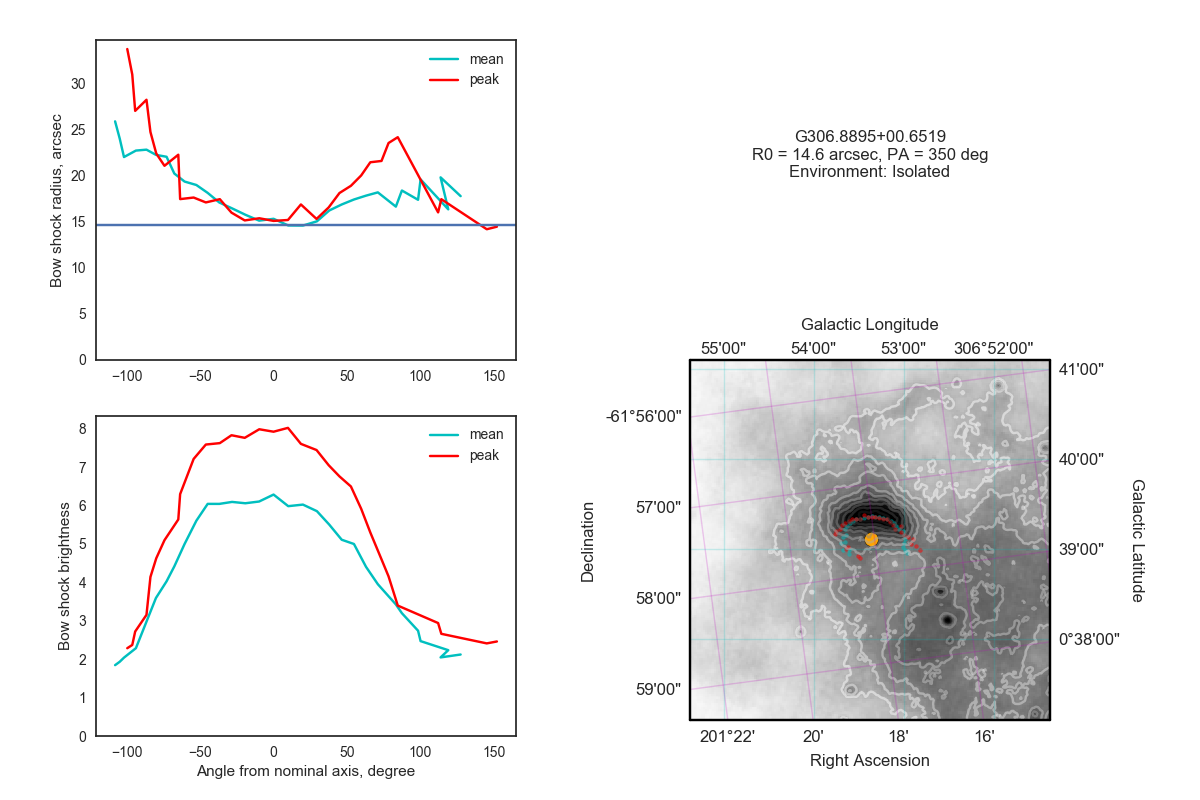 mean
peak
30
25
20
15
10
5
0
Bow shock radius, arcsec
−100 −50 0 50 100 150
mean
peak
8
7
6
5
4
3
2
1
0
Bow shock brightness
−100 −50 0 50 100 150
Angle from nominal axis, degree
G306.8895+00.6519
R0 = 14.6 arcsec, PA = 350 deg
Environment: Isolated
Galactic Longitude
55'00" 54'00" 53'00" 306°52'00"
-61°56'00"
57'00"
58'00"
59'00"
Declination
41'00"
40'00"
39'00"
0°38'00"
Galactic Latitude
201°22' 20' 18' 16'
Right Ascension